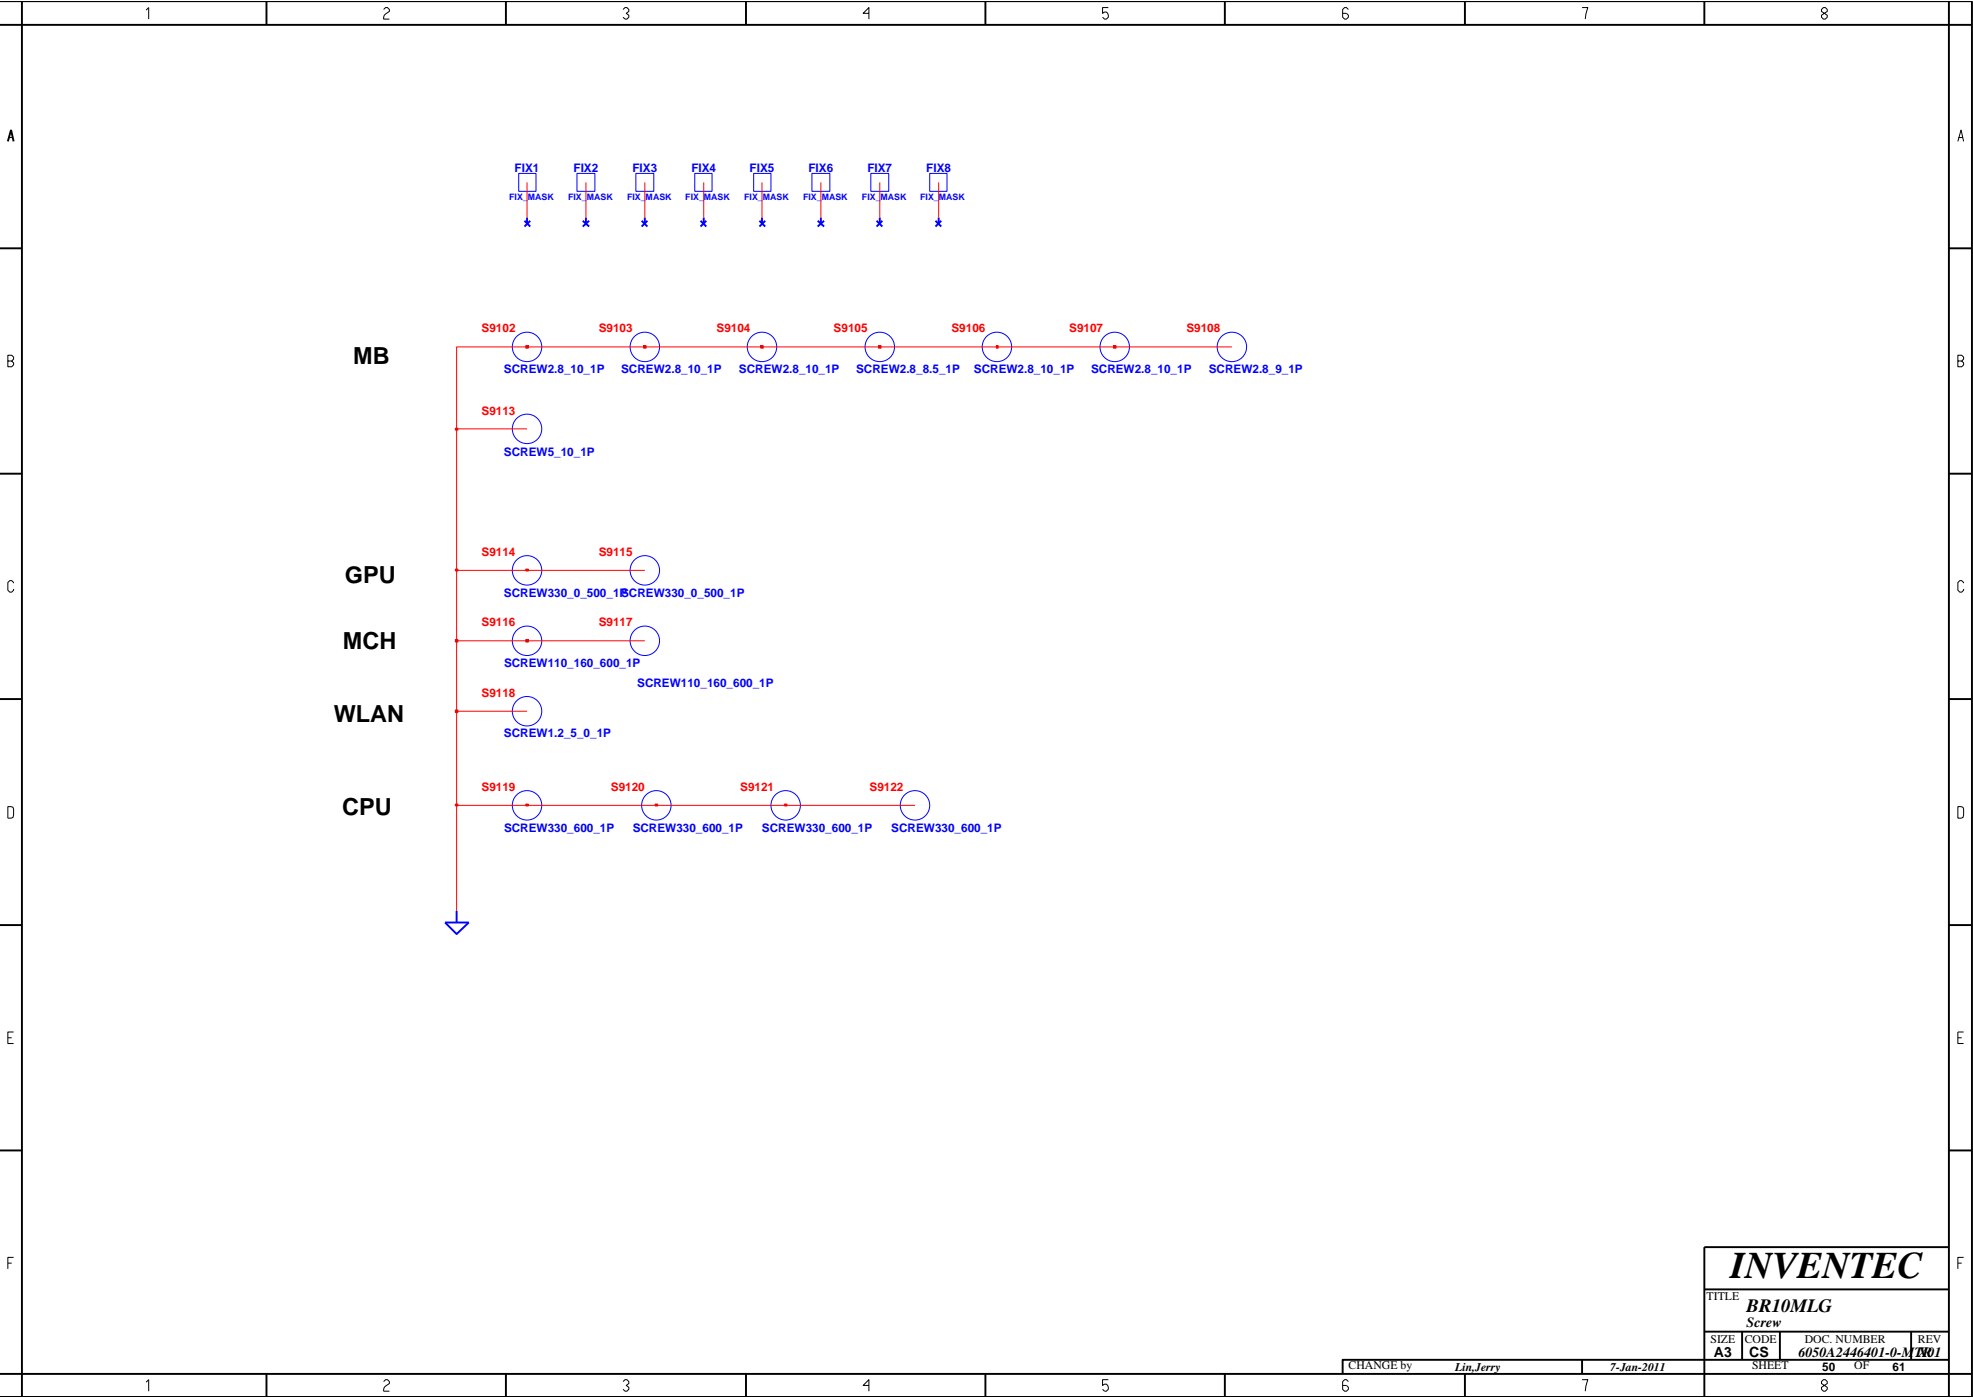 1 2 3 4 5 6 7 8
A A
FIX1 FIX2 FIX3 FIX4 FIX5 FIX6 FIX7 FIX8
FIX_MASK FIX_MASK FIX_MASK FIX_MASK FIX_MASK FIX_MASK FIX_MASK FIX_MASK
S9102 S9103 S9104 S9105 S9106 S9107 S9108
B MB B
SCREW2.8_10_1P SCREW2.8_10_1P SCREW2.8_10_1P SCREW2.8_8.5_1P SCREW2.8_10_1P SCREW2.8_10_1P SCREW2.8_9_1P
S9113
SCREW5_10_1P
S9114 S9115
C GPU C
SCREW330_0_500_1P SCREW330_0_500_1P
S9116 S9117
MCH
SCREW110_160_600_1P
SCREW110_160_600_1P
S9118
WLAN
SCREW1.2_5_0_1P
S9119 S9120 S9121 S9122
D CPU D
SCREW330_600_1P SCREW330_600_1P SCREW330_600_1P SCREW330_600_1P
E E
F F
INVENTEC
TITLE BR10MLG
Screw
SIZE CODE DOC. NUMBER REV
A3 CS 6050A2446401-0-MTR
CHANGE by Lin,Jerry 7-Jan-2011 SHEET 50 OF 61
1 2 3 4 5 6 7 8